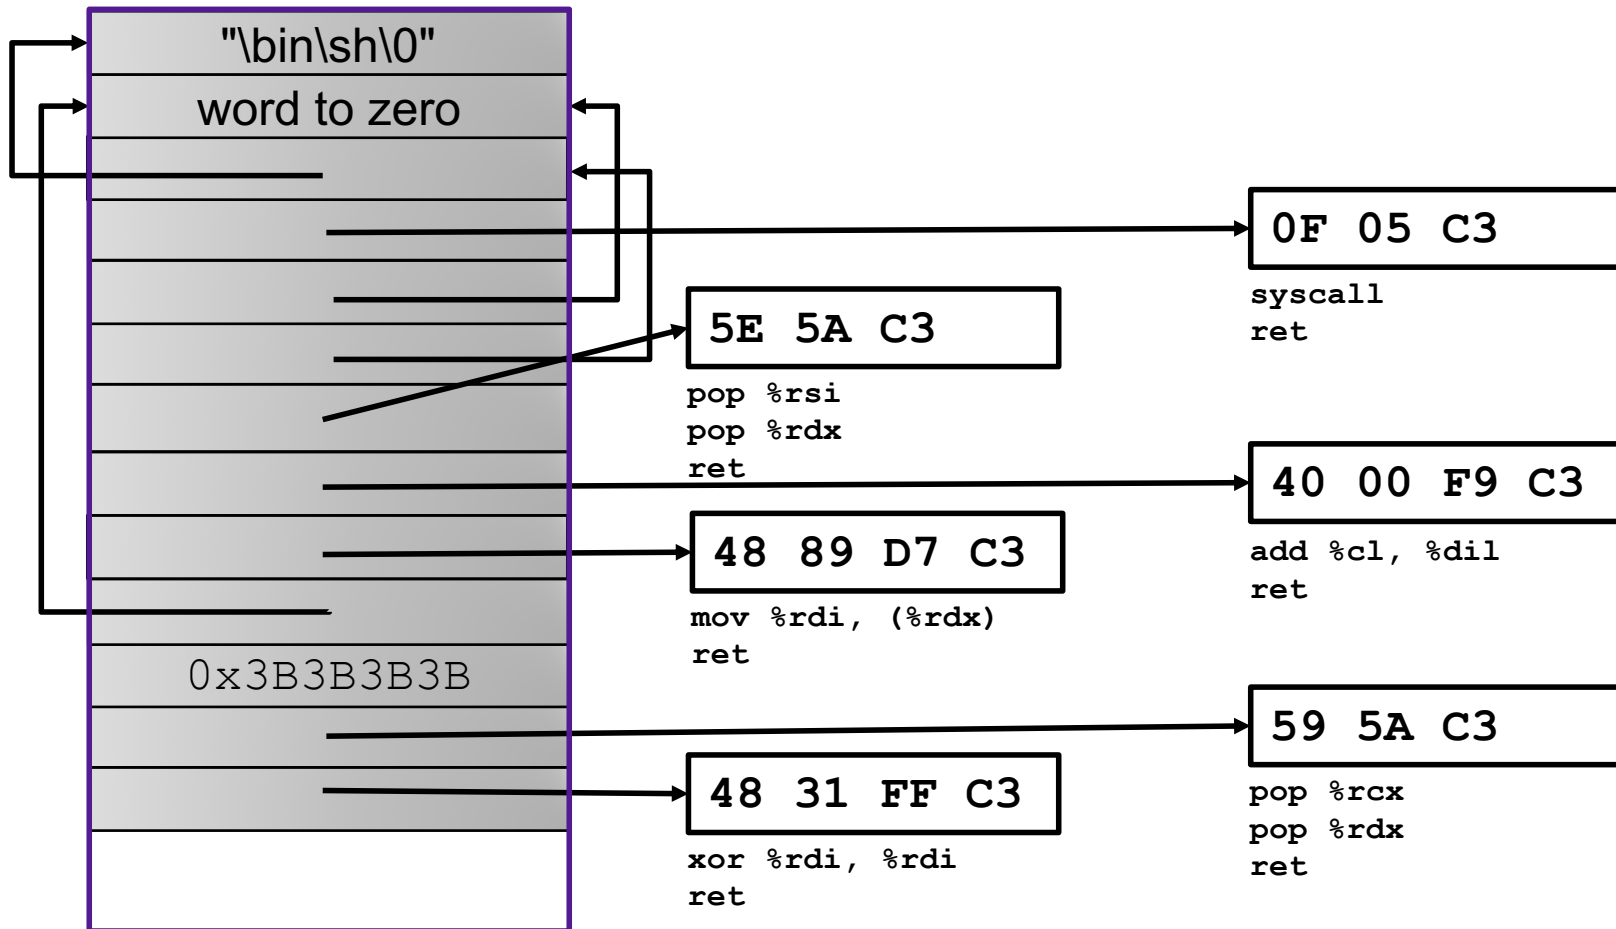 "\bin\sh\0"
word to zero
0F 05 C3
syscall
ret
5E 5A C3
pop %rsi
pop %rdx
ret
40 00 F9 C3
add %cl, %dil
ret
48 89 D7 C3
mov %rdi, (%rdx)
ret
0x3B3B3B3B
59 5A C3
pop %rcx
pop %rdx
ret
48 31 FF C3
xor %rdi, %rdi
ret